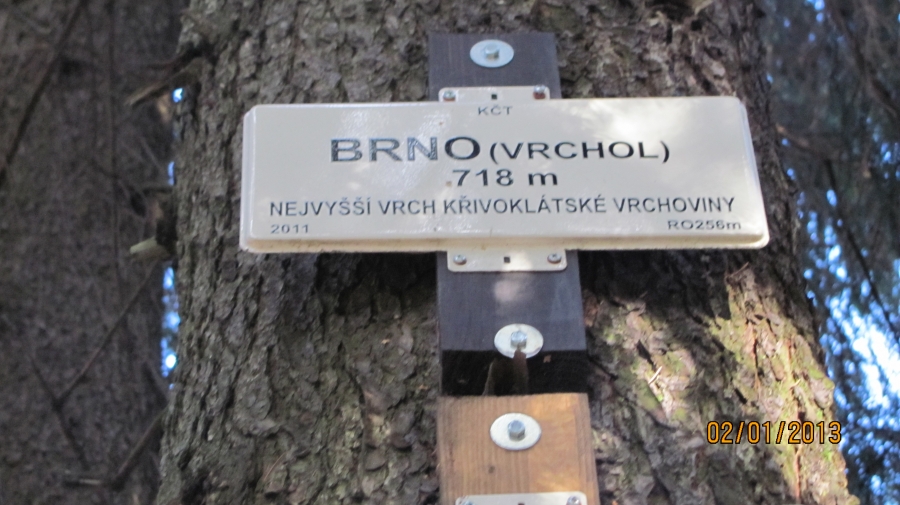 KČT
BRNO (VRCHOL)
718 m
NEJVYŠŠÍ VRCH KŘIVOKLÁTSKÉ VRCHOVINY
2011 RO256m
02/01/2013